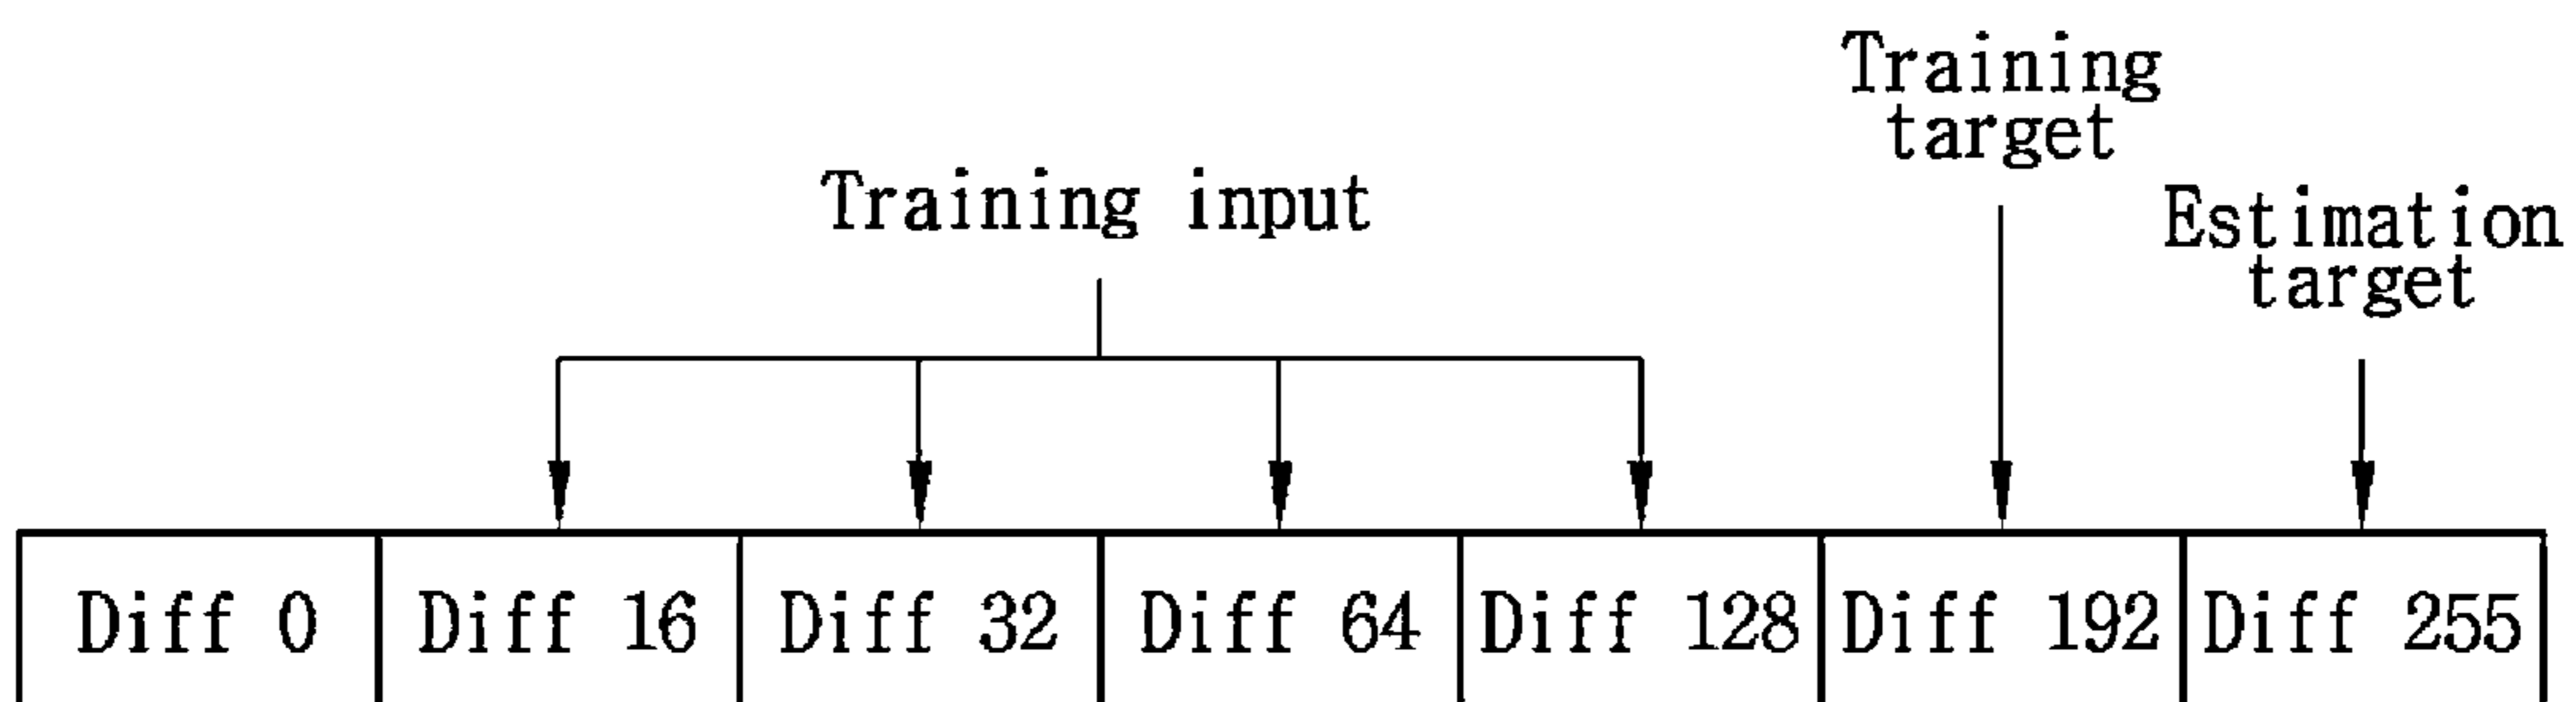 Training
target
Training input
Estimation
target
Diff 0 Diff 16 Diff 32 Diff 64 Diff 128 Diff 192 Diff 255